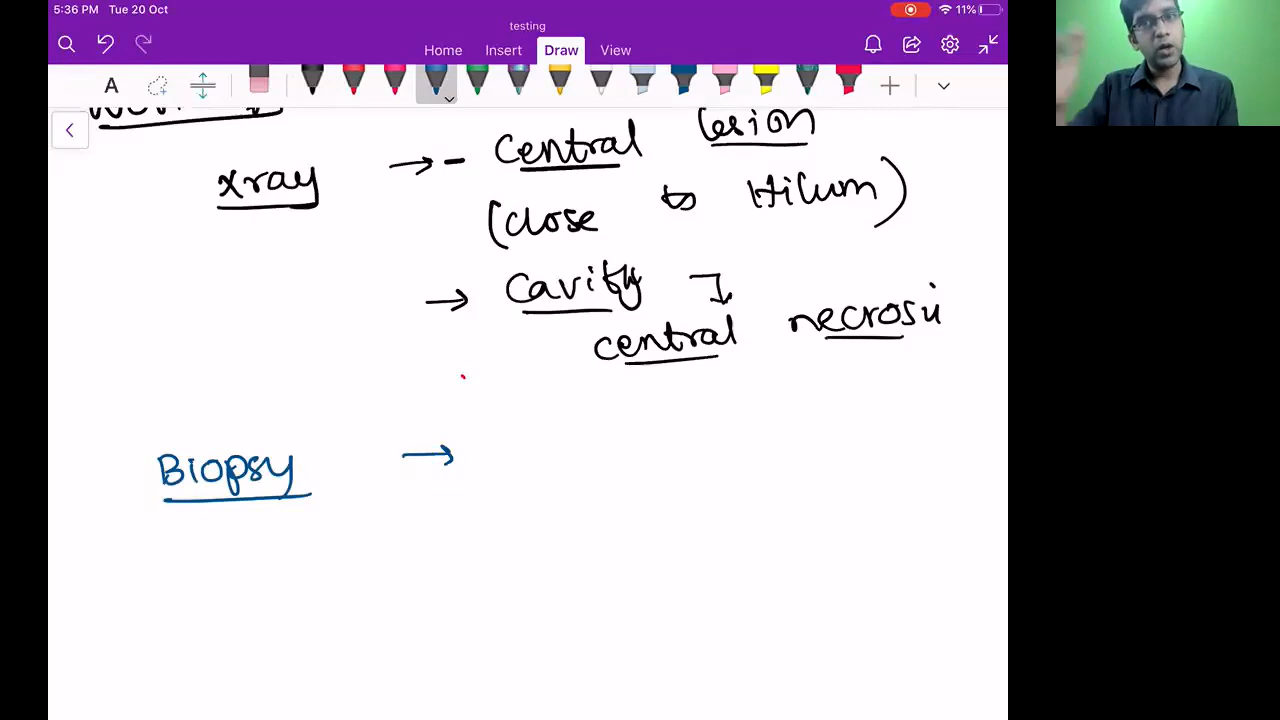 5:36 PM Tue 20 Oct
11%
testing
Home Insert Draw View
A
xray → - Central lesion
(close to Hilum)
→ cavity
central necrosis
Biopsy →